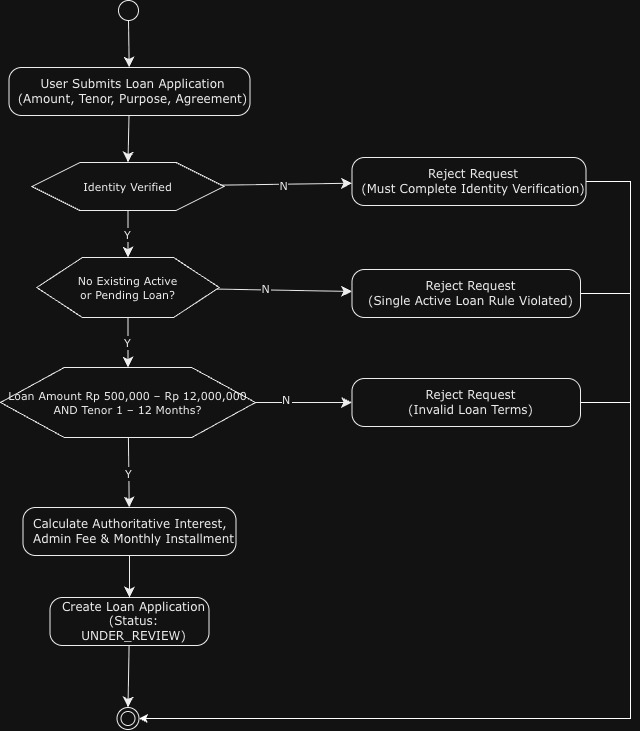 User Submits Loan Application
(Amount, Tenor, Purpose, Agreement)
Identity Verified
N
Reject Request
(Must Complete Identity Verification)
Y
No Existing Active
or Pending Loan?
N
Reject Request
(Single Active Loan Rule Violated)
Y
Loan Amount Rp 500,000 – Rp 12,000,000
AND Tenor 1 – 12 Months?
N
Reject Request
(Invalid Loan Terms)
Y
Calculate Authoritative Interest,
Admin Fee & Monthly Installment
Create Loan Application
(Status:
UNDER_REVIEW)